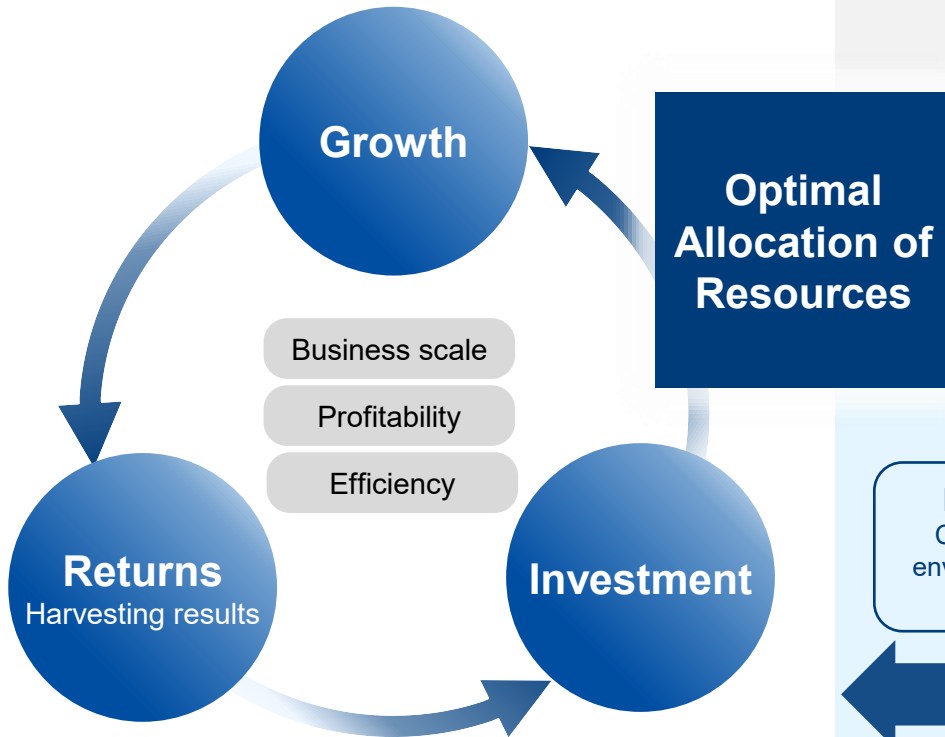 Growth
Optimal
Allocation of
Resources
Business scale
Profitability
Efficiency
Returns
Harvesting results
Investment